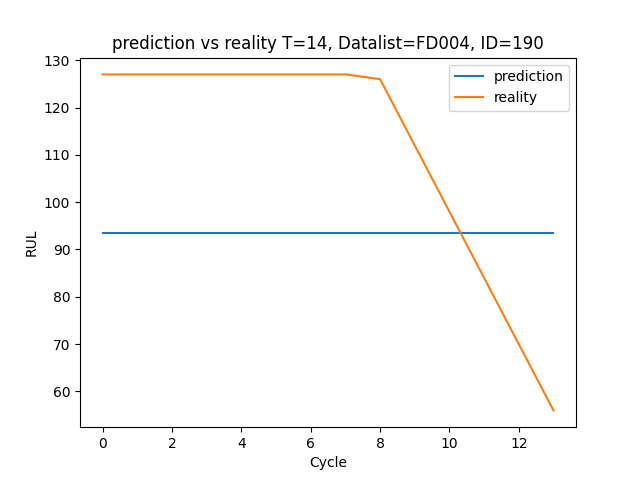 prediction vs reality T=14, Datalist=FD004, ID=190
130
120
110
100
90
80
70
60
RUL
prediction
reality
0 2 4 6 8 10 12
Cycle